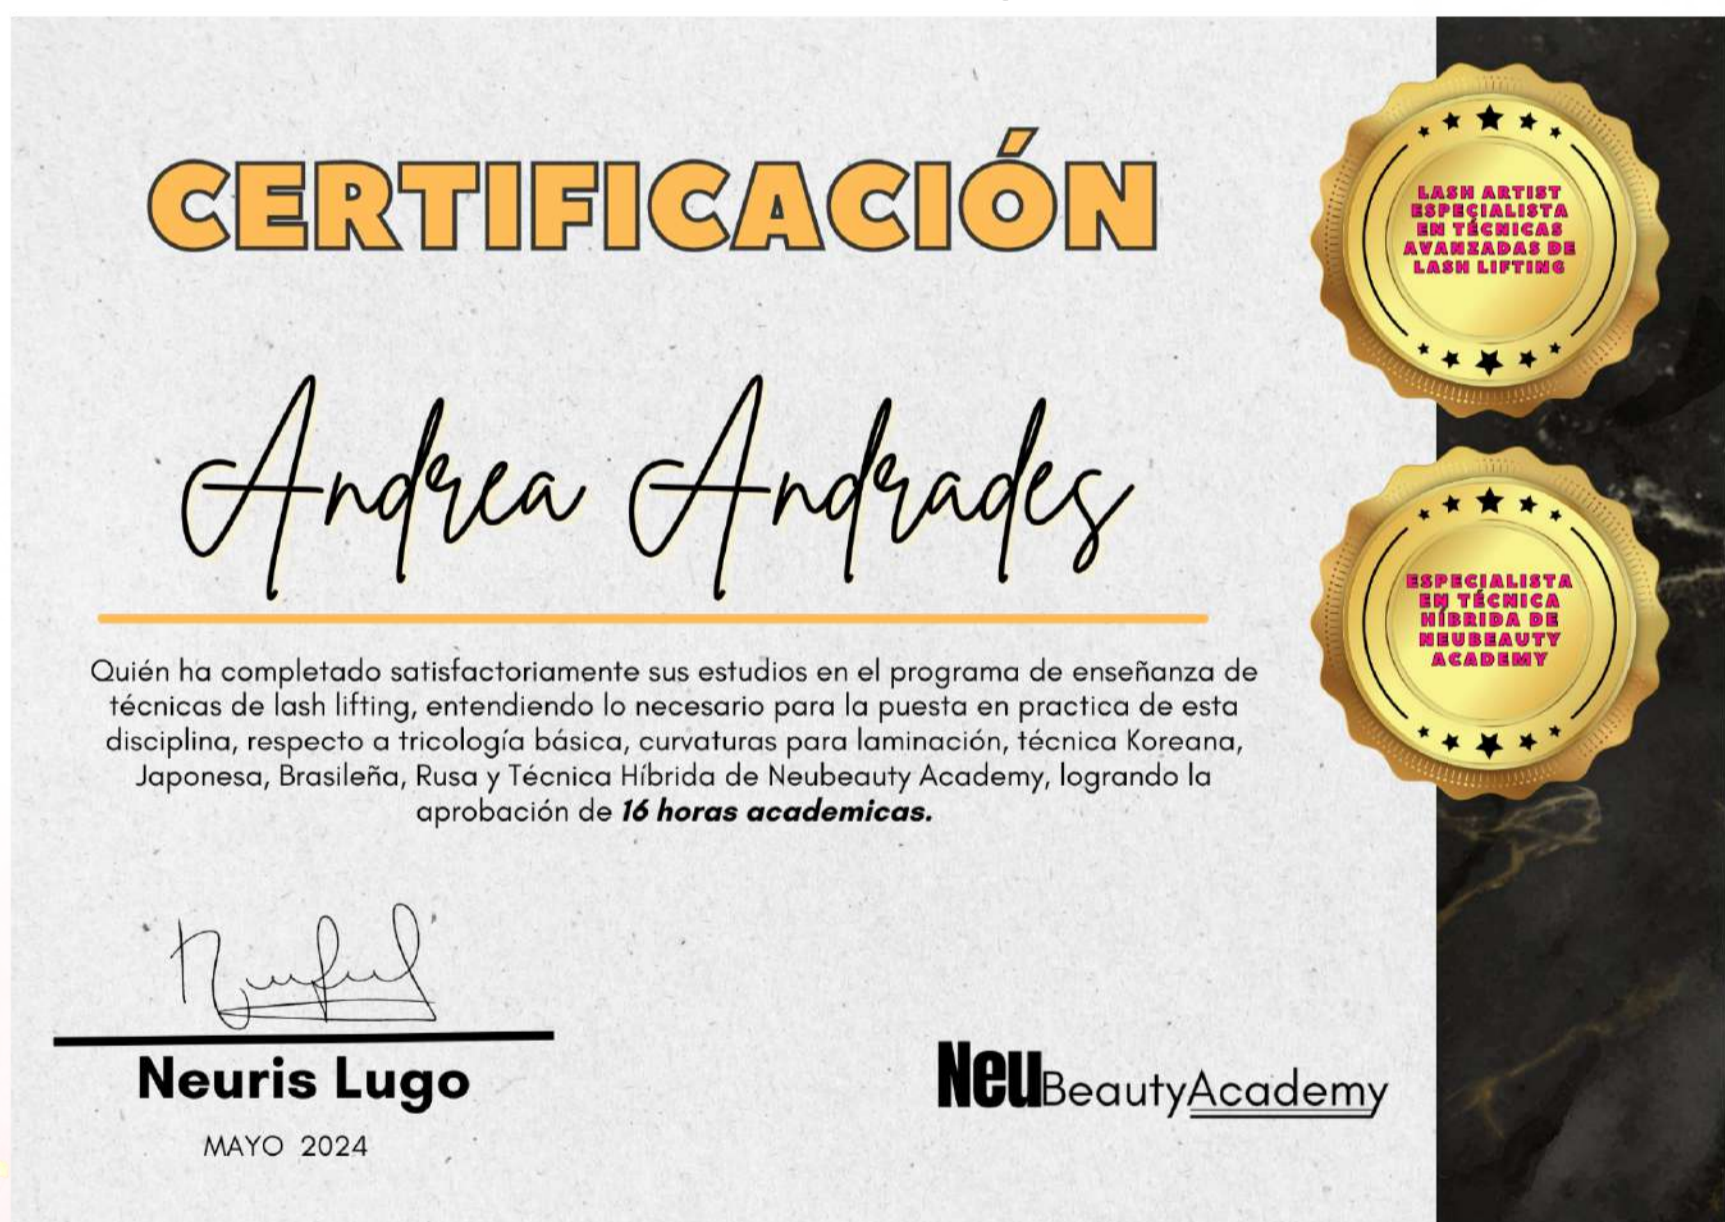 CERTIFICACIÓN
Andrea Andrades
Quién ha completado satisfactoriamente sus estudios en el programa de enseñanza de
técnicas de lash lifting, entendiendo lo necesario para la puesta en practica de esta
disciplina, respecto a tricología básica, curvaturas para laminación, técnica Koreana,
Japonesa, Brasileña, Rusa y Técnica Híbrida de Neubeauty Academy, logrando la
aprobación de 16 horas academicas.
Neuris Lugo
MAYO 2024
NeuBeautyAcademy
LASH ARTIST
ESPECIALISTA
EN TÉCNICAS
AVANZADAS DE
LASH LIFTING
ESPECIALISTA
EN TÉCNICA
HÍBRIDA DE
NEUBEAUTY
ACADEMY